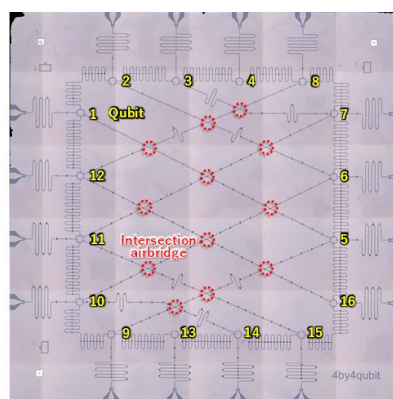 2 3 4 8
1 Qubit 7
12 6
11 Intersection 5
airbridge
10 16
9 13 14 15
4by4qubit